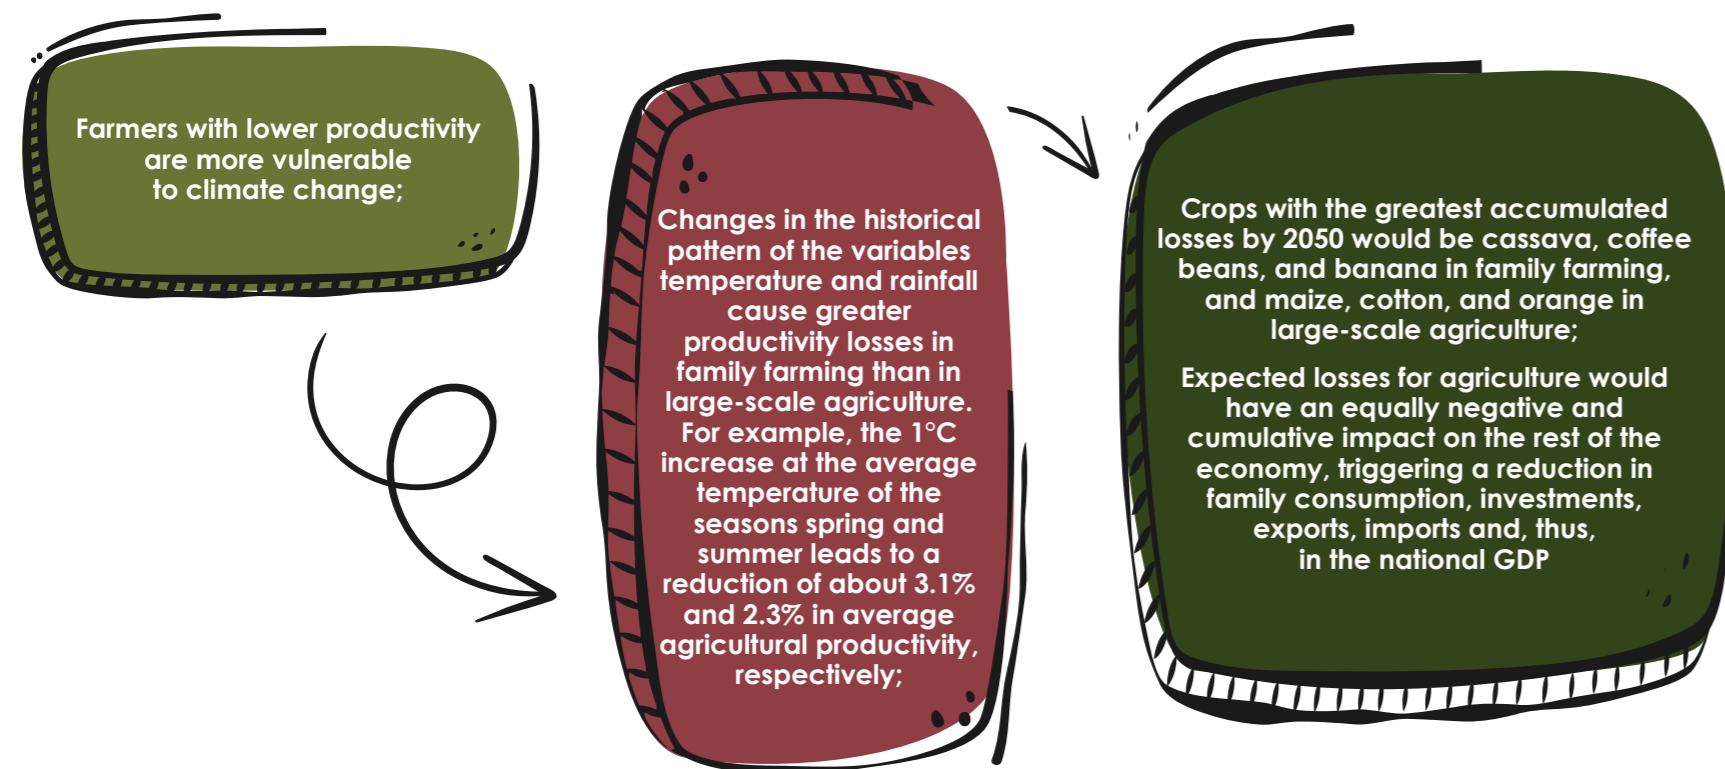 Farmers with lower productivity
are more vulnerable
to climate change;
Changes in the historical
pattern of the variables
temperature and rainfall
cause greater
productivity losses in
family farming than in
large-scale agriculture.
For example, the 1°C
increase at the average
temperature of the
seasons spring and
summer leads to a
reduction of about 3.1%
and 2.3% in average
agricultural productivity,
respectively;
Crops with the greatest accumulated
losses by 2050 would be cassava, coffee
beans, and banana in family farming,
and maize, cotton, and orange in
large-scale agriculture;
Expected losses for agriculture would
have an equally negative and
cumulative impact on the rest of the
economy, triggering a reduction in
family consumption, investments,
exports, imports and, thus,
in the national GDP